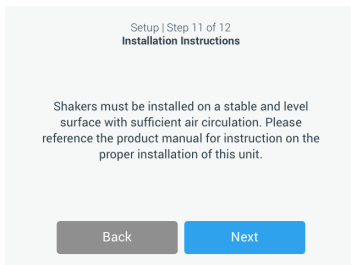 Setup | Step 11 of 12
Installation Instructions
Shakers must be installed on a stable and level
surface with sufficient air circulation. Please
reference the product manual for instruction on the
proper installation of this unit.
Back
Next